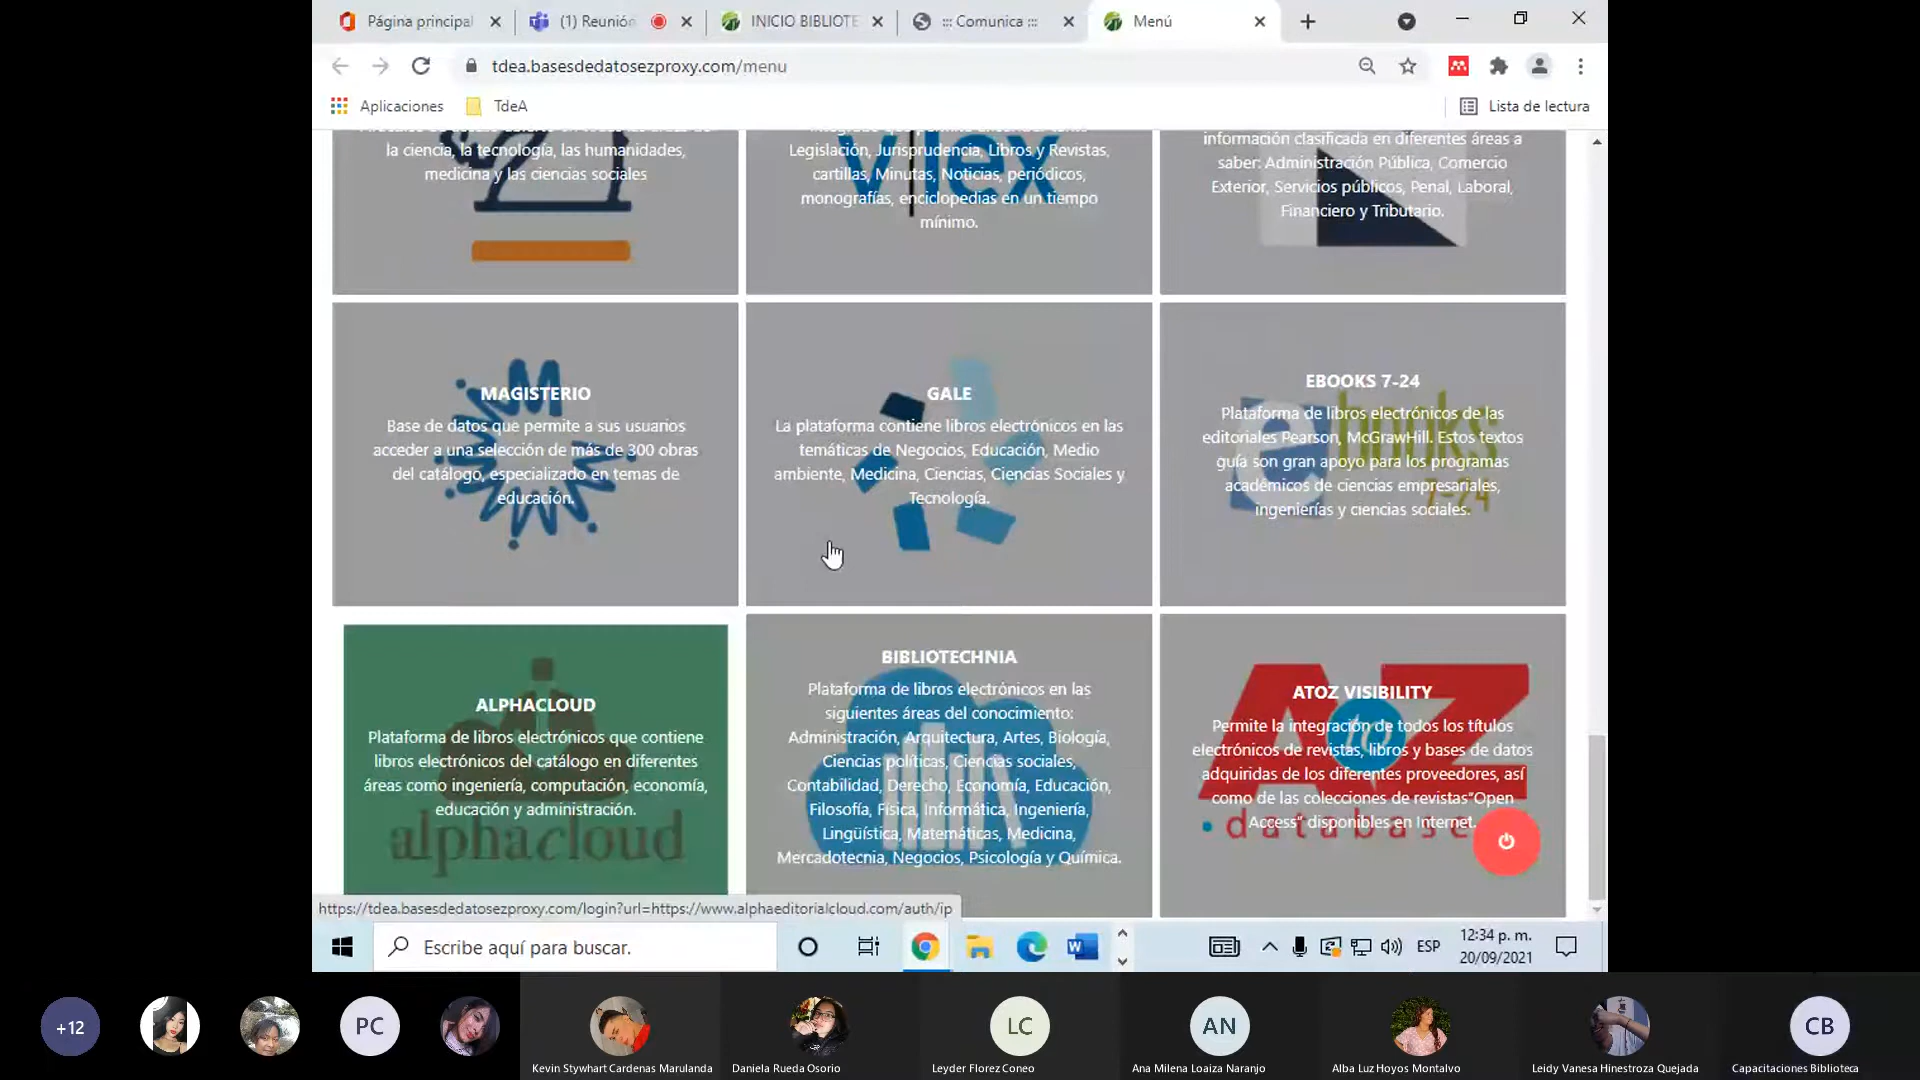 Página principal
(1) Reunión
INICIO BIBLIOTE
::: Comunica :::
Menú
tdea.basesdedatosezproxy.com/menu
Aplicaciones
TdeA
Lista de lectura
la ciencia, la tecnología, las humanidades,
medicina y las ciencias sociales
Legislación, Jurisprudencia, Libros y Revistas,
cartillas, Minutas, Noticias, periódicos,
monografías, enciclopedias en un tiempo
mínimo.
vlex
información clasificada en diferentes áreas a
saber: Administración Pública, Comercio
Exterior, Servicios públicos, Penal, Laboral,
Financiero y Tributario.
MAGISTERIO
Base de datos que permite a sus usuarios
acceder a una selección de más de 300 obras
del catálogo, especializado en temas de
educación.
GALE
La plataforma contiene libros electrónicos en las
temáticas de Negocios, Educación, Medio
ambiente, Medicina, Ciencias, Ciencias Sociales y
Tecnología.
EBOOKS 7-24
Plataforma de libros electrónicos de las
editoriales Pearson, McGrawHill. Estos textos
guía son gran apoyo para los programas
académicos de ciencias empresariales,
ingenierías y ciencias sociales.
e books
7-24
ALPHACLOUD
Plataforma de libros electrónicos que contiene
libros electrónicos del catálogo en diferentes
áreas como ingeniería, computación, economía,
educación y administración.
alphacloud
BIBLIOTECHNIA
Plataforma de libros electrónicos en las
siguientes áreas del conocimiento:
Administración, Arquitectura, Artes, Biología,
Ciencias políticas, Ciencias sociales,
Contabilidad, Derecho, Economía, Educación,
Filosofía, Física, Informática, Ingeniería,
Lingüística, Matemáticas, Medicina,
Mercadotecnia, Negocios, Psicología y Química.
ATOZ VISIBILITY
Permite la integración de todos los títulos
electrónicos de revistas, libros y bases de datos
adquiridas de los diferentes proveedores, así
como de las colecciones de revistas"Open
Access" disponibles en Internet.
AtoZ
database
https://tdea.basesdedatosezproxy.com/login?url=https://www.alphaeditorialcloud.com/auth/ip
Escribe aquí para buscar.
ESP
12:34 p. m.
20/09/2021
+12
PC
LC
AN
CB
Kevin Stywhart Cardenas Marulanda
Daniela Rueda Osorio
Leyder Florez Coneo
Ana Milena Loaiza Naranjo
Alba Luz Hoyos Montalvo
Leidy Vanesa Hinestroza Quejada
Capacitaciones Biblioteca